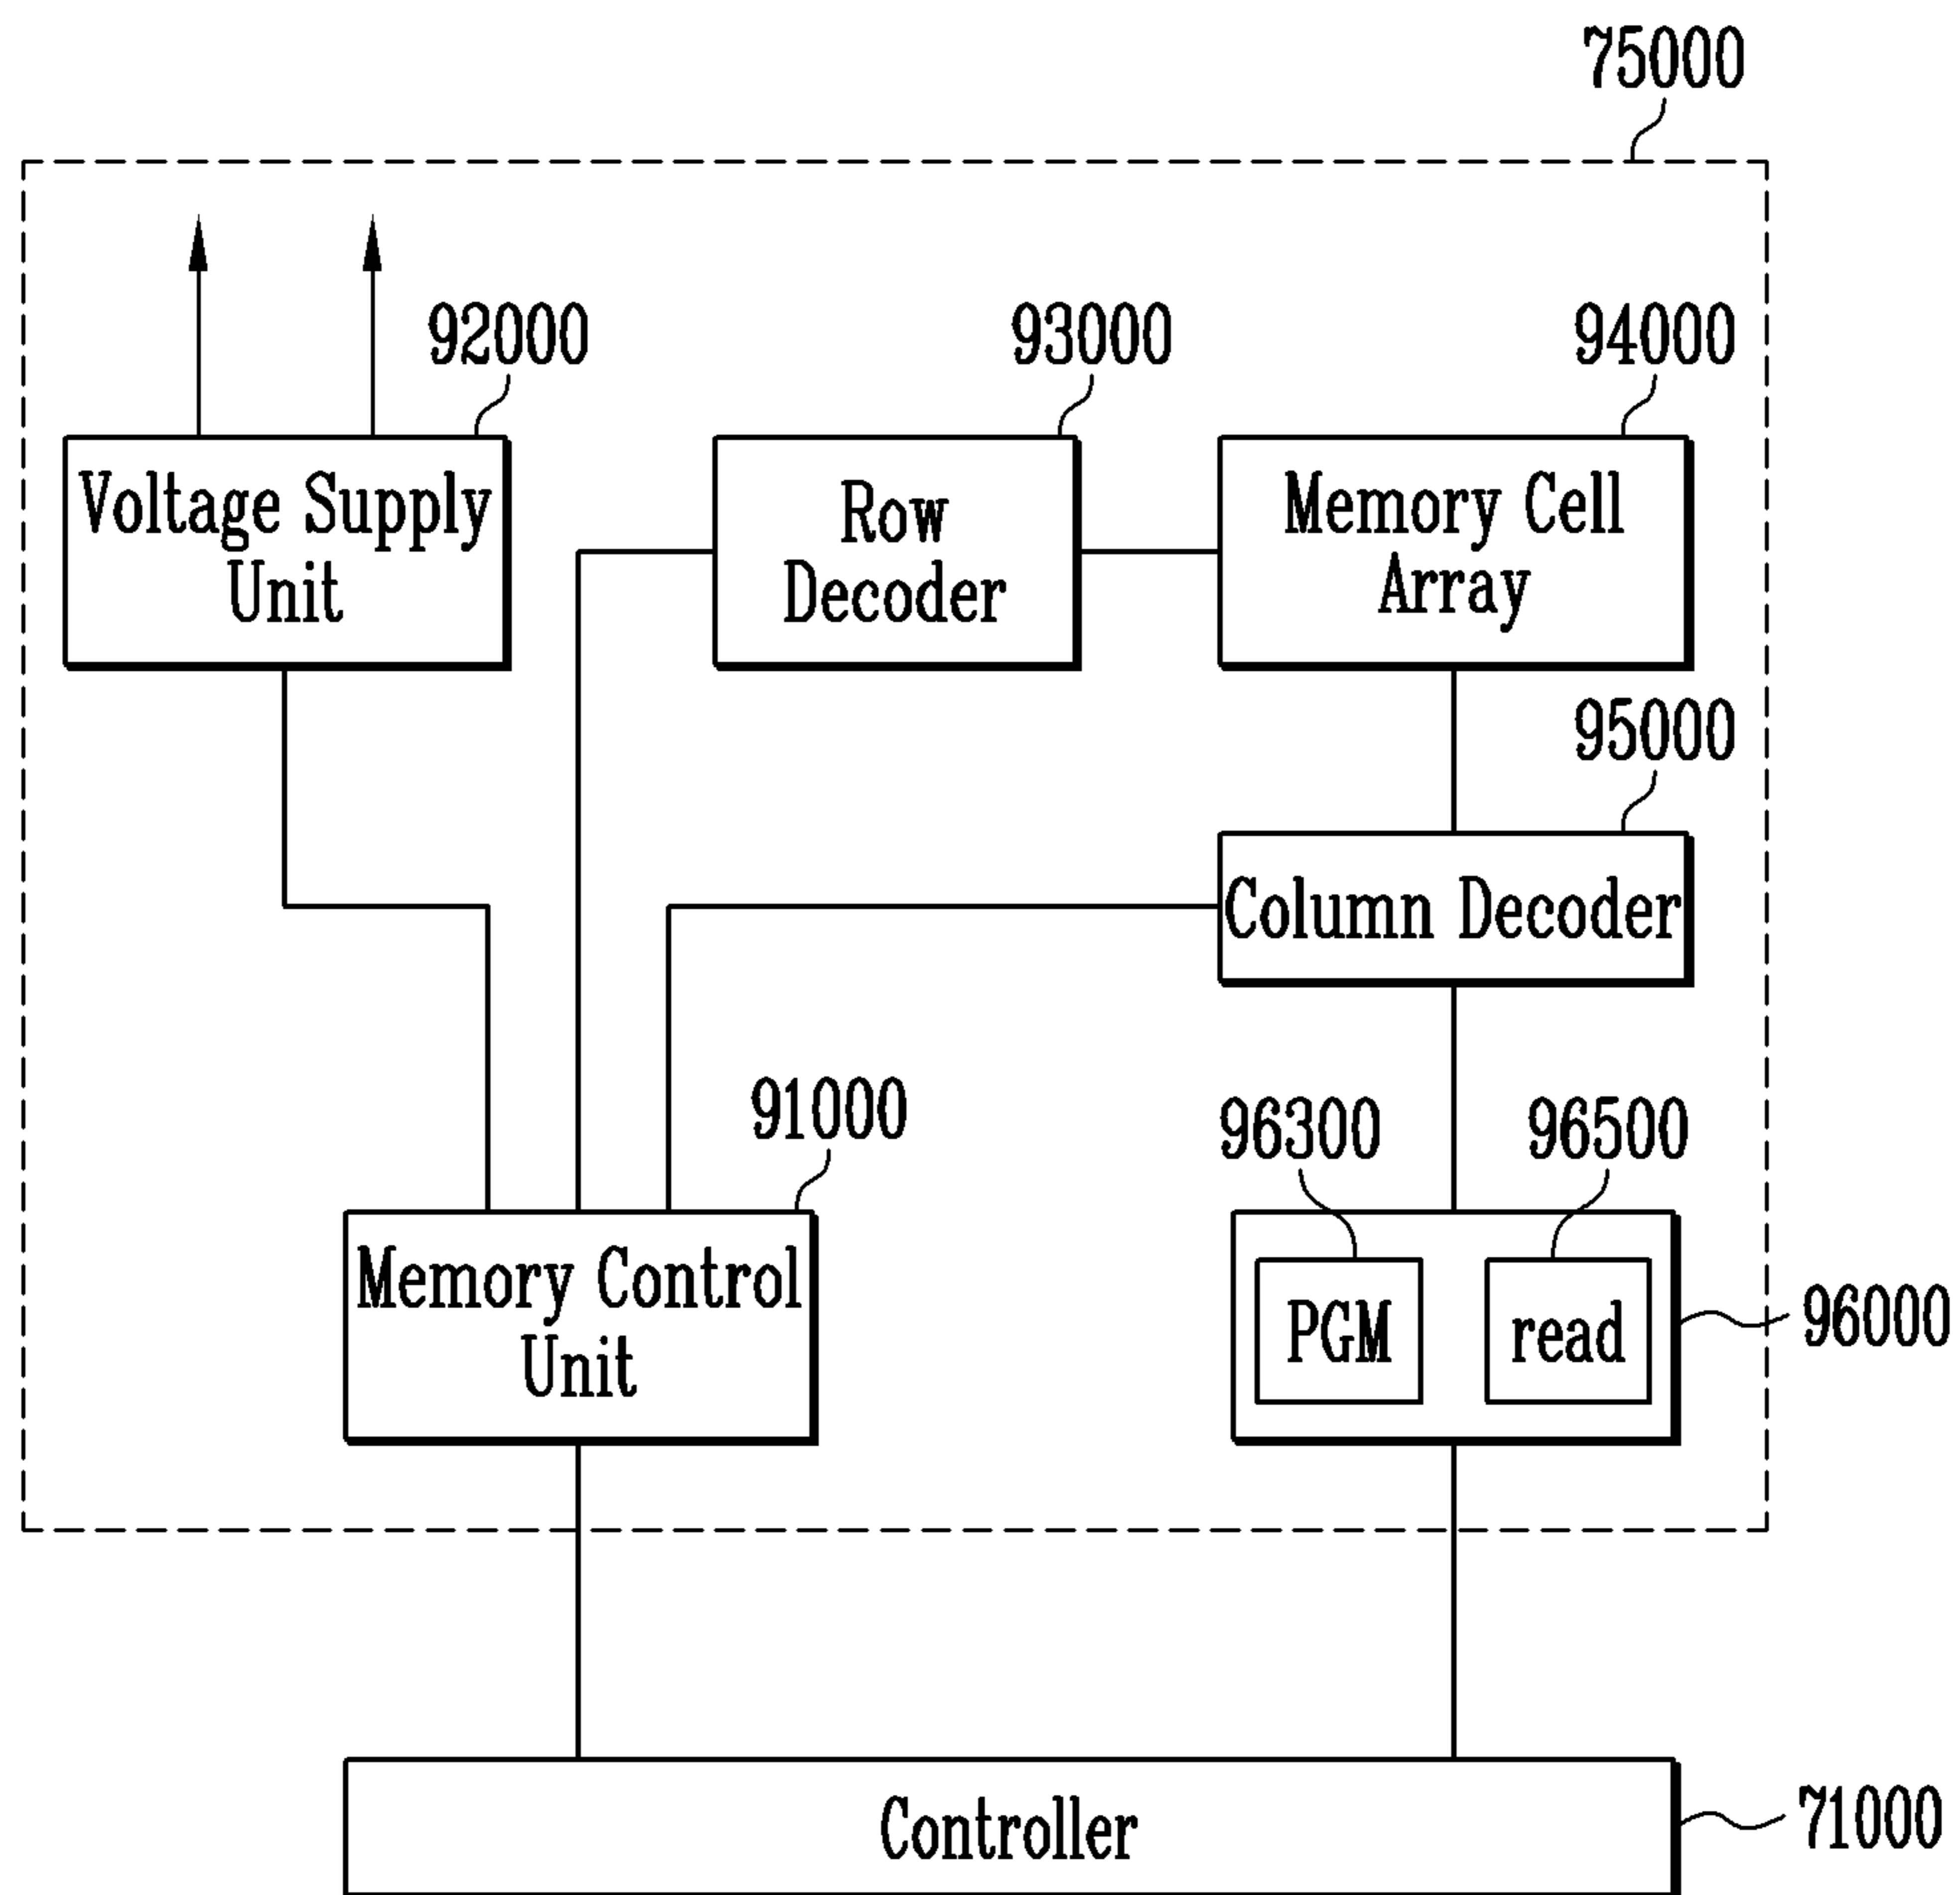 75000
92000
93000
94000
Voltage Supply
Unit
Row
Decoder
Memory Cell
Array
95000
Column Decoder
91000
96300
96500
Memory Control
Unit
PGM
read
96000
Controller
71000